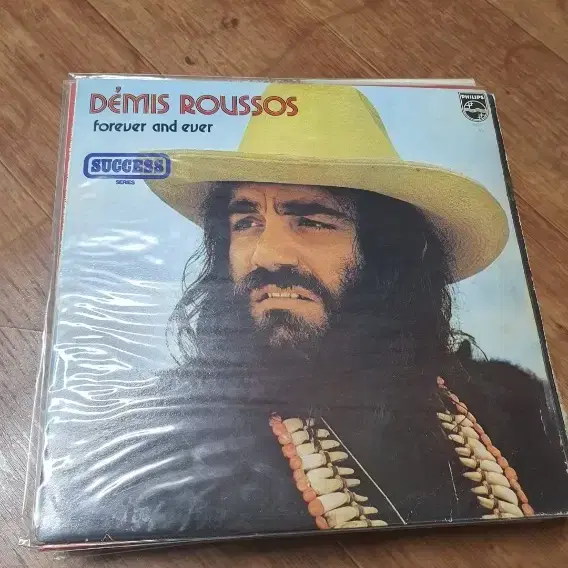 DÉMIS ROUSSOS
forever and ever
SUCCESS
SERIES
PHILIPS